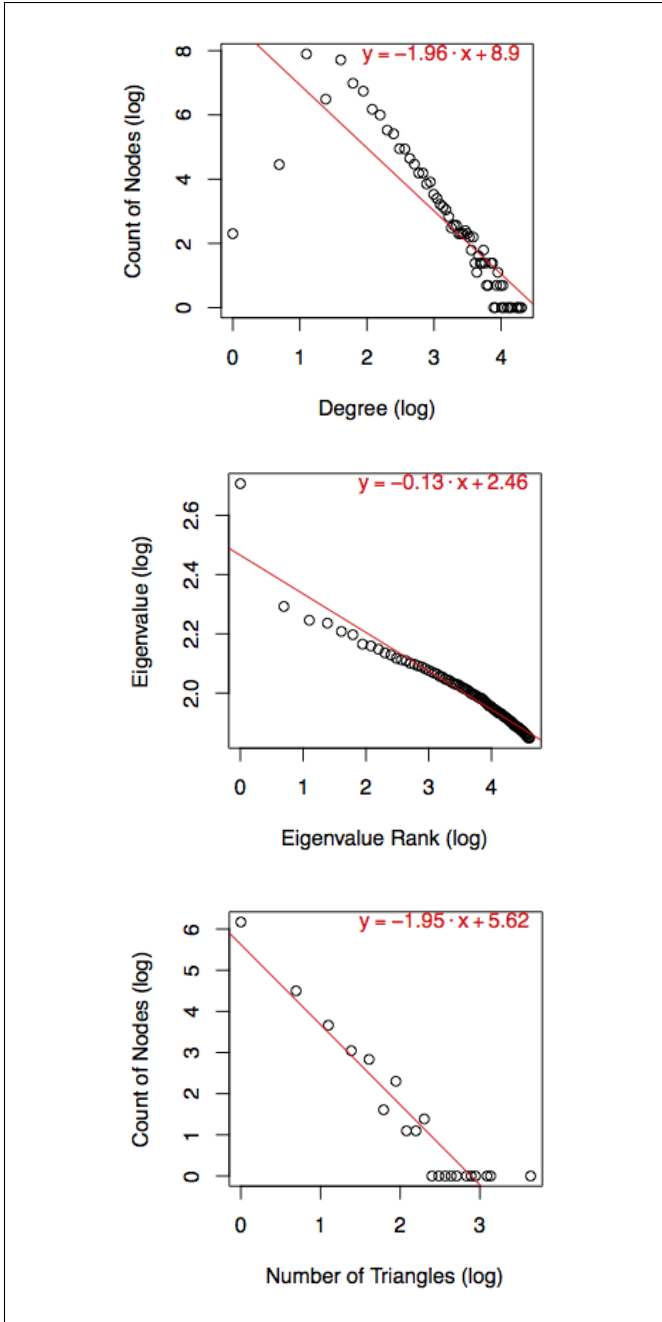 y = −1.96 · x + 8.9
Count of Nodes (log)
8
6
4
2
0
0 1 2 3 4
Degree (log)
y = −0.13 · x + 2.46
Eigenvalue (log)
2.6
2.4
2.2
2.0
0 1 2 3 4
Eigenvalue Rank (log)
y = −1.95 · x + 5.62
Count of Nodes (log)
6
5
4
3
2
1
0
0 1 2 3
Number of Triangles (log)